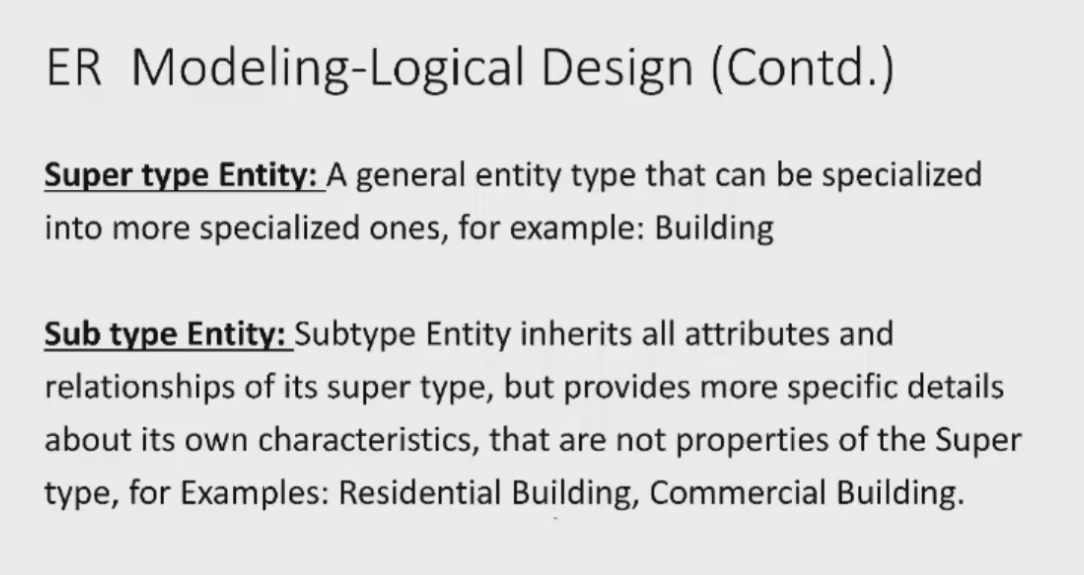 ER Modeling-Logical Design (Contd.)
Super type Entity: A general entity type that can be specialized
into more specialized ones, for example: Building
Sub type Entity: Subtype Entity inherits all attributes and
relationships of its super type, but provides more specific details
about its own characteristics, that are not properties of the Super
type, for Examples: Residential Building, Commercial Building.